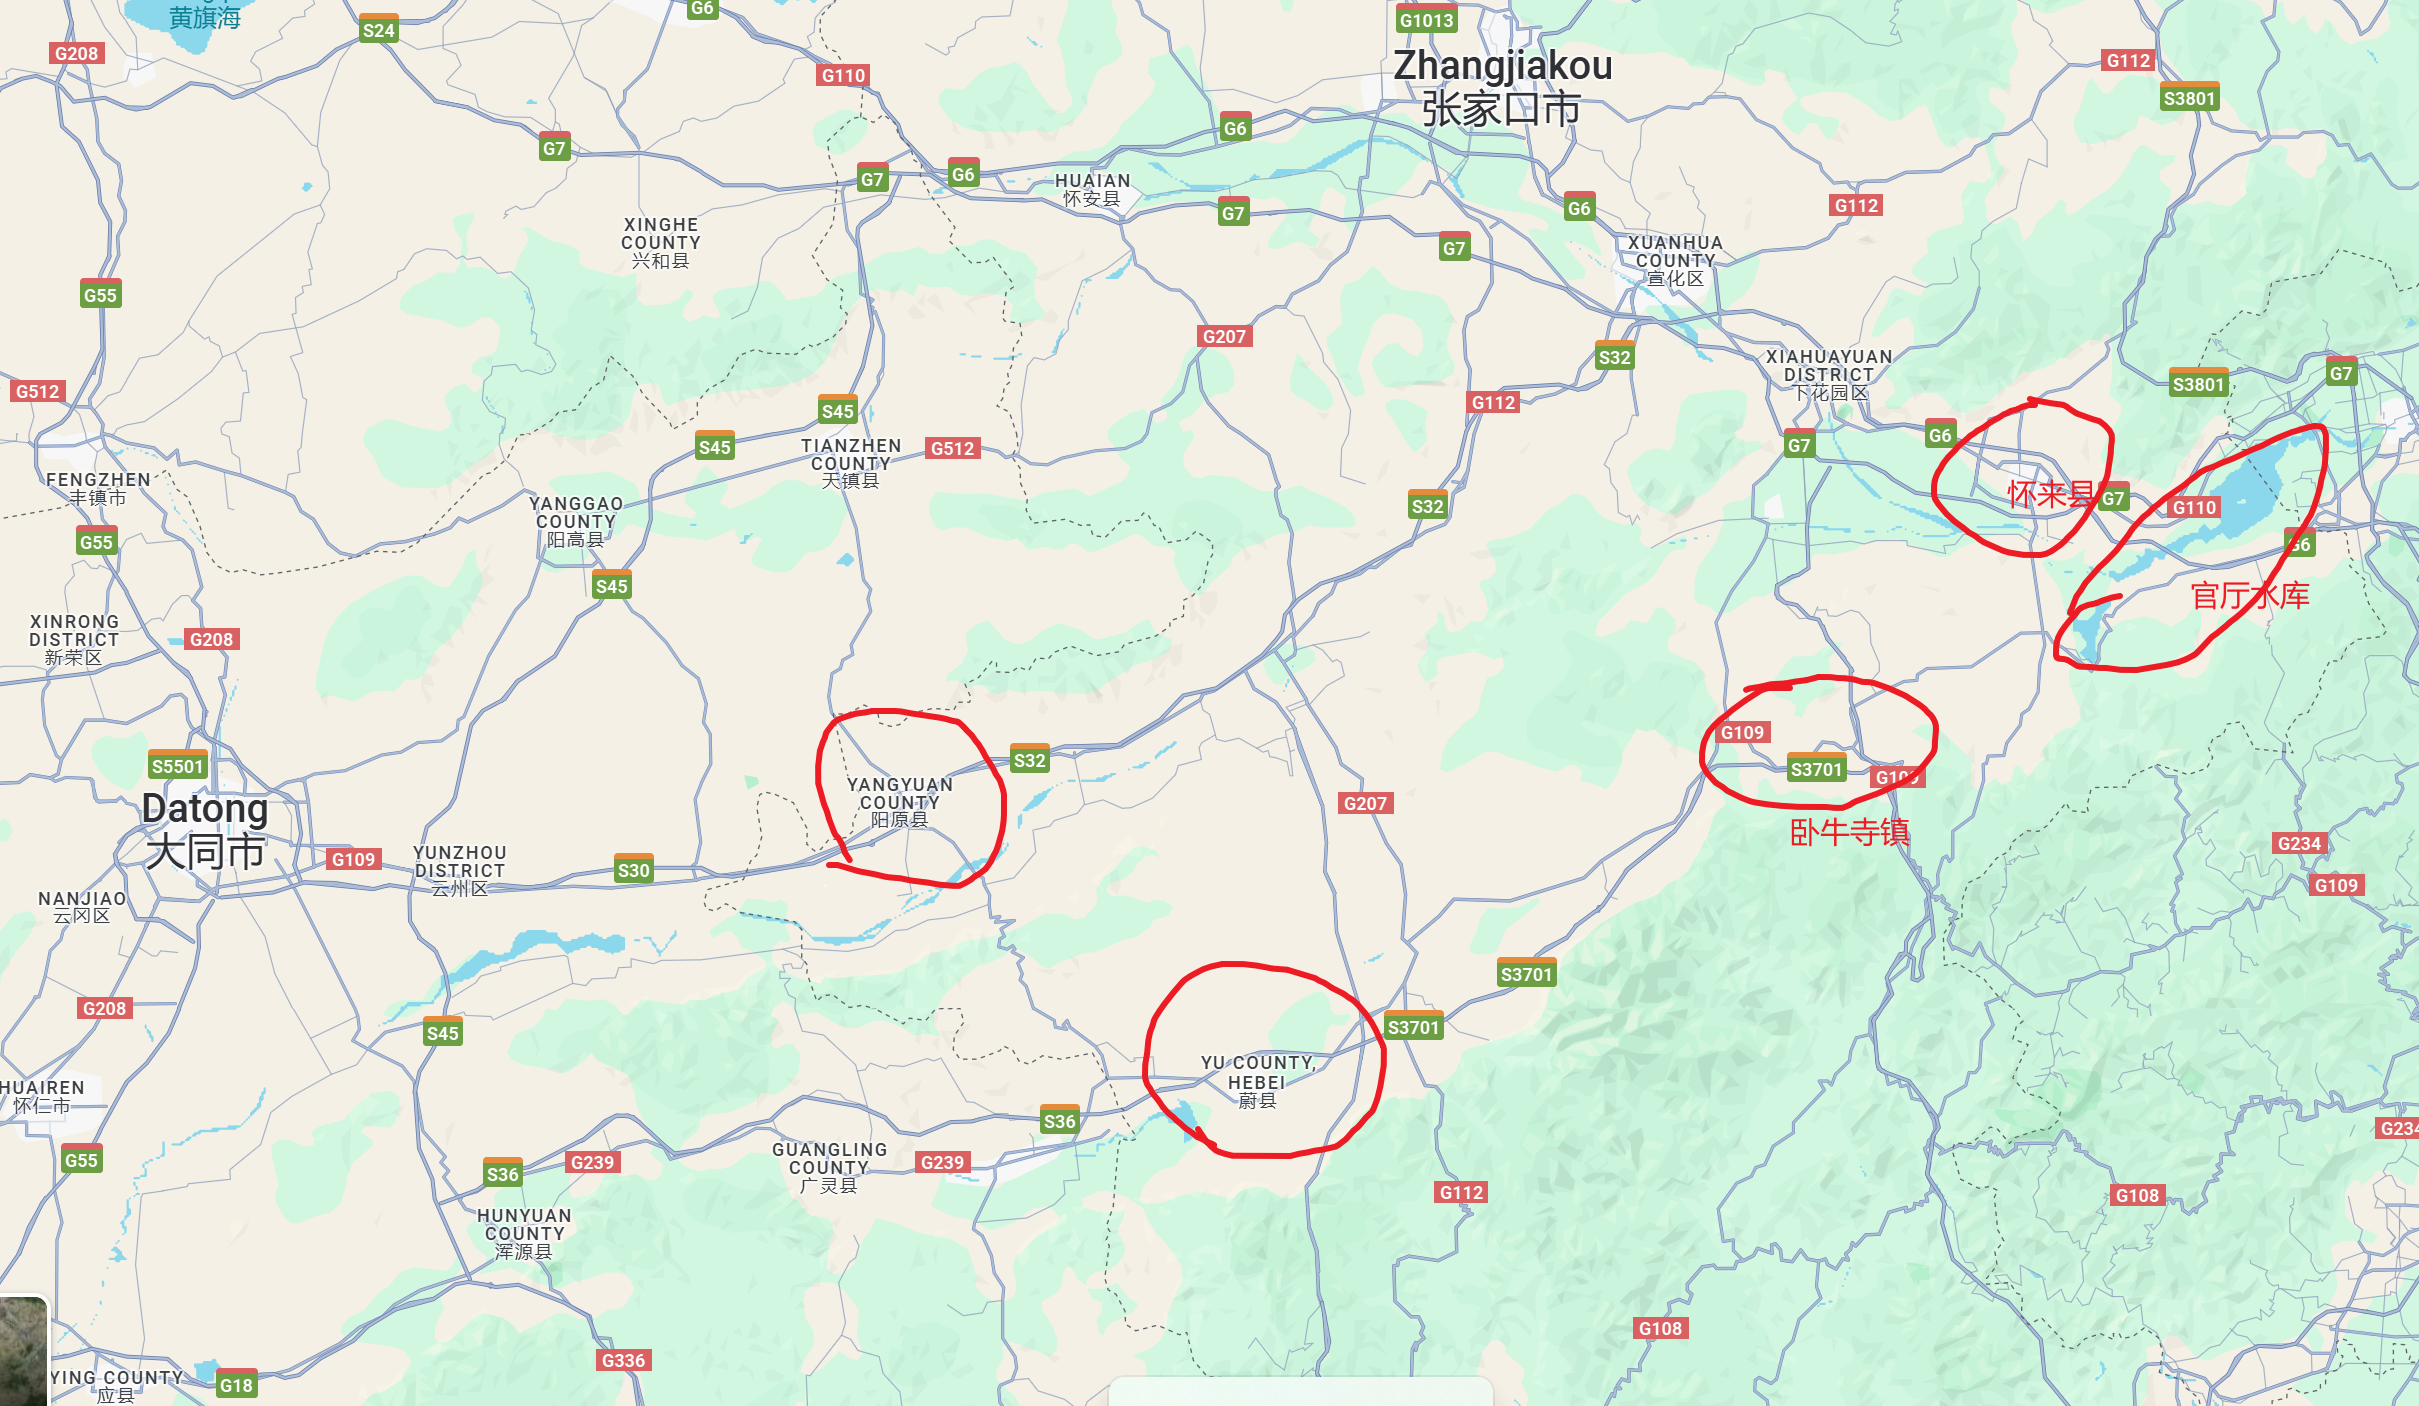 黄旗海
G6
G1013
S24
G208
Zhangjiakou
张家口市
G112
G110
S3801
G6
G7
G7
G6
HUAIAN
怀安县
G7
G6
G112
XINGHE
COUNTY
兴和县
G7
XUANHUA
COUNTY
宣化区
G55
G207
S32
XIAHUAYUAN
DISTRICT
下花园区
S3801
G7
G512
G112
S45
S45
TIANZHEN
COUNTY
天镇县
G512
G7
G6
FENGZHEN
丰镇市
YANGGAO
COUNTY
阳高县
S32
怀来县
G7
G110
G55
G6
S45
官厅水库
XINRONG
DISTRICT
新荣区
G208
G109
S5501
S32
S3701
G109
Datong
大同市
YANGYUAN
COUNTY
阳原县
G207
卧牛寺镇
G234
G109
YUNZHOU
DISTRICT
云州区
S30
G109
NANJIAO
云冈区
S3701
G208
S45
S3701
YU COUNTY,
HEBEI
蔚县
HUAIREN
怀仁市
S36
G234
G55
S36
G239
GUANGLING
COUNTY
广灵县
G239
G112
G108
HUNYUAN
COUNTY
浑源县
G108
G336
YING COUNTY
应县
G18